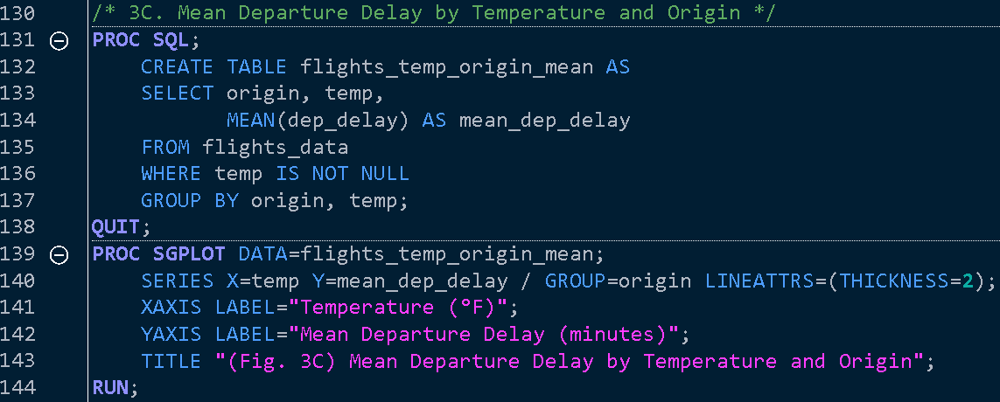 130 /* 3C. Mean Departure Delay by Temperature and Origin */
131 PROC SQL;
132     CREATE TABLE flights_temp_origin_mean AS
133     SELECT origin, temp,
134            MEAN(dep_delay) AS mean_dep_delay
135     FROM flights_data
136     WHERE temp IS NOT NULL
137     GROUP BY origin, temp;
138 QUIT;
139 PROC SGPLOT DATA=flights_temp_origin_mean;
140     SERIES X=temp Y=mean_dep_delay / GROUP=origin LINEATTRS=(THICKNESS=2);
141     XAXIS LABEL="Temperature (°F)";
142     YAXIS LABEL="Mean Departure Delay (minutes)";
143     TITLE "(Fig. 3C) Mean Departure Delay by Temperature and Origin";
144 RUN;